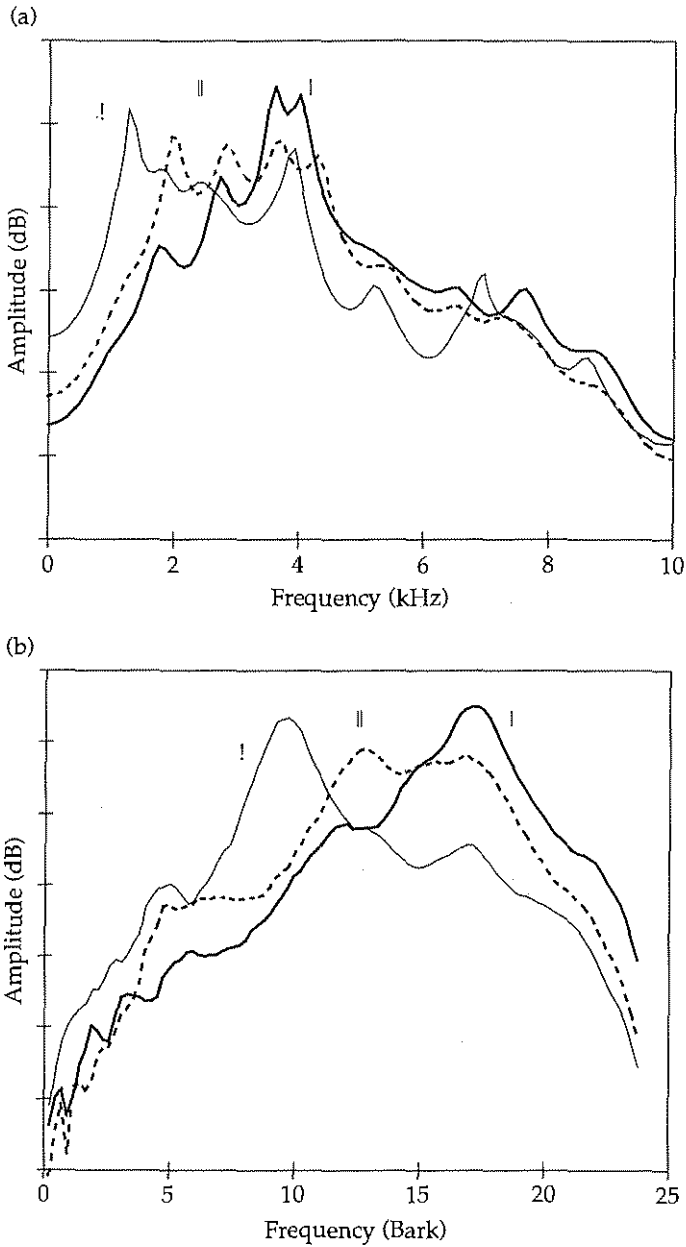 (a)
! ǁ ǀ
Amplitude (dB)
0 2 4 6 8 10
Frequency (kHz)
(b)
! ǁ ǀ
Amplitude (dB)
0 5 10 15 20 25
Frequency (Bark)